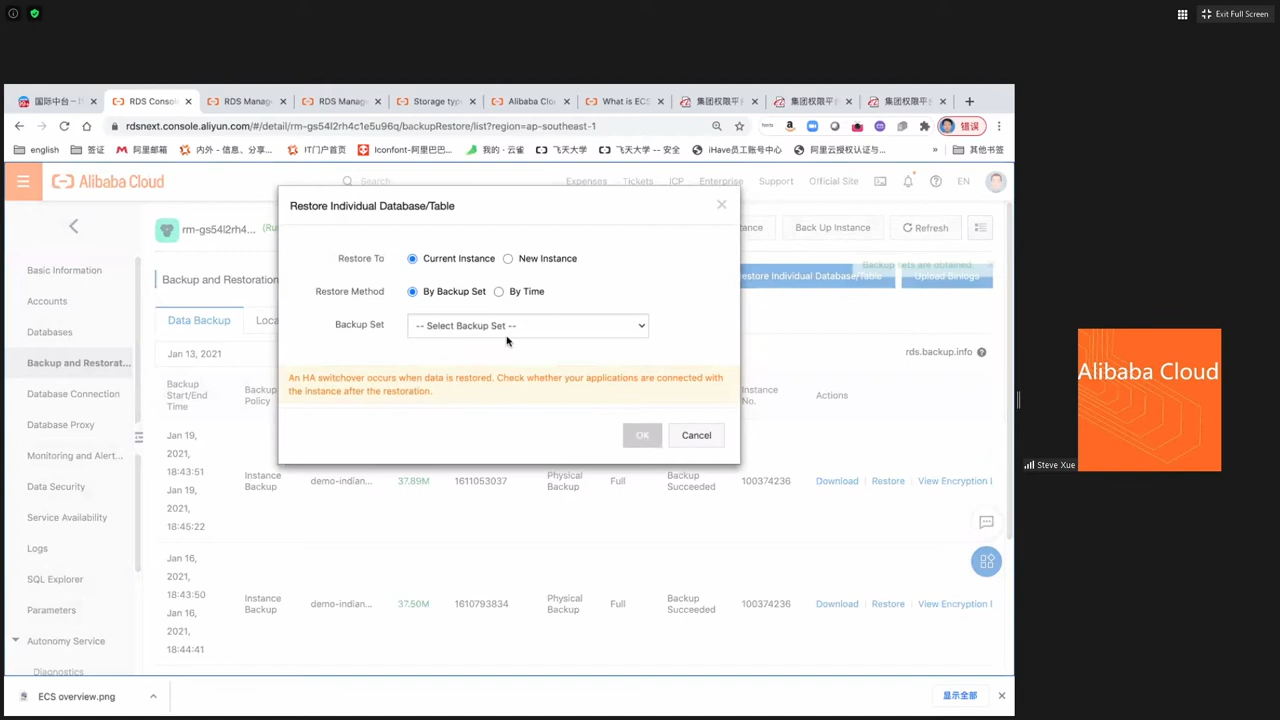 Exit Full Screen
国际中台 – i
RDS Conso
RDS Manag
RDS Manag
Storage typ
Alibaba Clo
What is ECS
集团权限平
集团权限平
集团权限平
rdsnext.console.aliyun.com/#/detail/rm-gs54l2rh4c1e5u96q/backupRestore/list?region=ap-southeast-1
错误
english
签证
阿里邮箱
内外 - 信息、分享...
IT门户首页
Iconfont-阿里巴巴...
我的 - 云雀
飞天大学
飞天大学 -- 安全
iHave员工账号中心
阿里云授权认证与...
»
其他书签
Alibaba Cloud
Search
Expenses
Tickets
ICP
Enterprise
Support
Official Site
EN
rm-gs54l2rh4...
(Ru
tance
Back Up Instance
Refresh
Basic Information
Accounts
Databases
Backup and Restorat...
Database Connection
Database Proxy
Monitoring and Alert...
Data Security
Service Availability
Logs
SQL Explorer
Parameters
Autonomy Service
Diagnostics
Backup and Restoration
estore Individual Database/Table
Backup sets are obtained.
Upload Binlogs
Data Backup
Loca
Jan 13, 2021
rds.backup.info
Restore Individual Database/Table
Restore To
Current Instance
New Instance
Restore Method
By Backup Set
By Time
Backup Set
-- Select Backup Set --
An HA switchover occurs when data is restored. Check whether your applications are connected with
the instance after the restoration.
OK
Cancel
Backup
Start/End
Time
Backup
Policy
Instance
No.
Actions
Jan 19,
2021,
18:43:51
Jan 19,
2021,
18:45:22
Instance
Backup
demo-indian...
37.89M
1611053037
Physical
Backup
Full
Backup
Succeeded
100374236
Download
Restore
View Encryption I
Jan 16,
2021,
18:43:50
Jan 16,
2021,
18:44:41
Instance
Backup
demo-indian...
37.50M
1610793834
Physical
Backup
Full
Backup
Succeeded
100374236
Download
Restore
View Encryption I
ECS overview.png
显示全部
Alibaba Cloud
Steve Xue